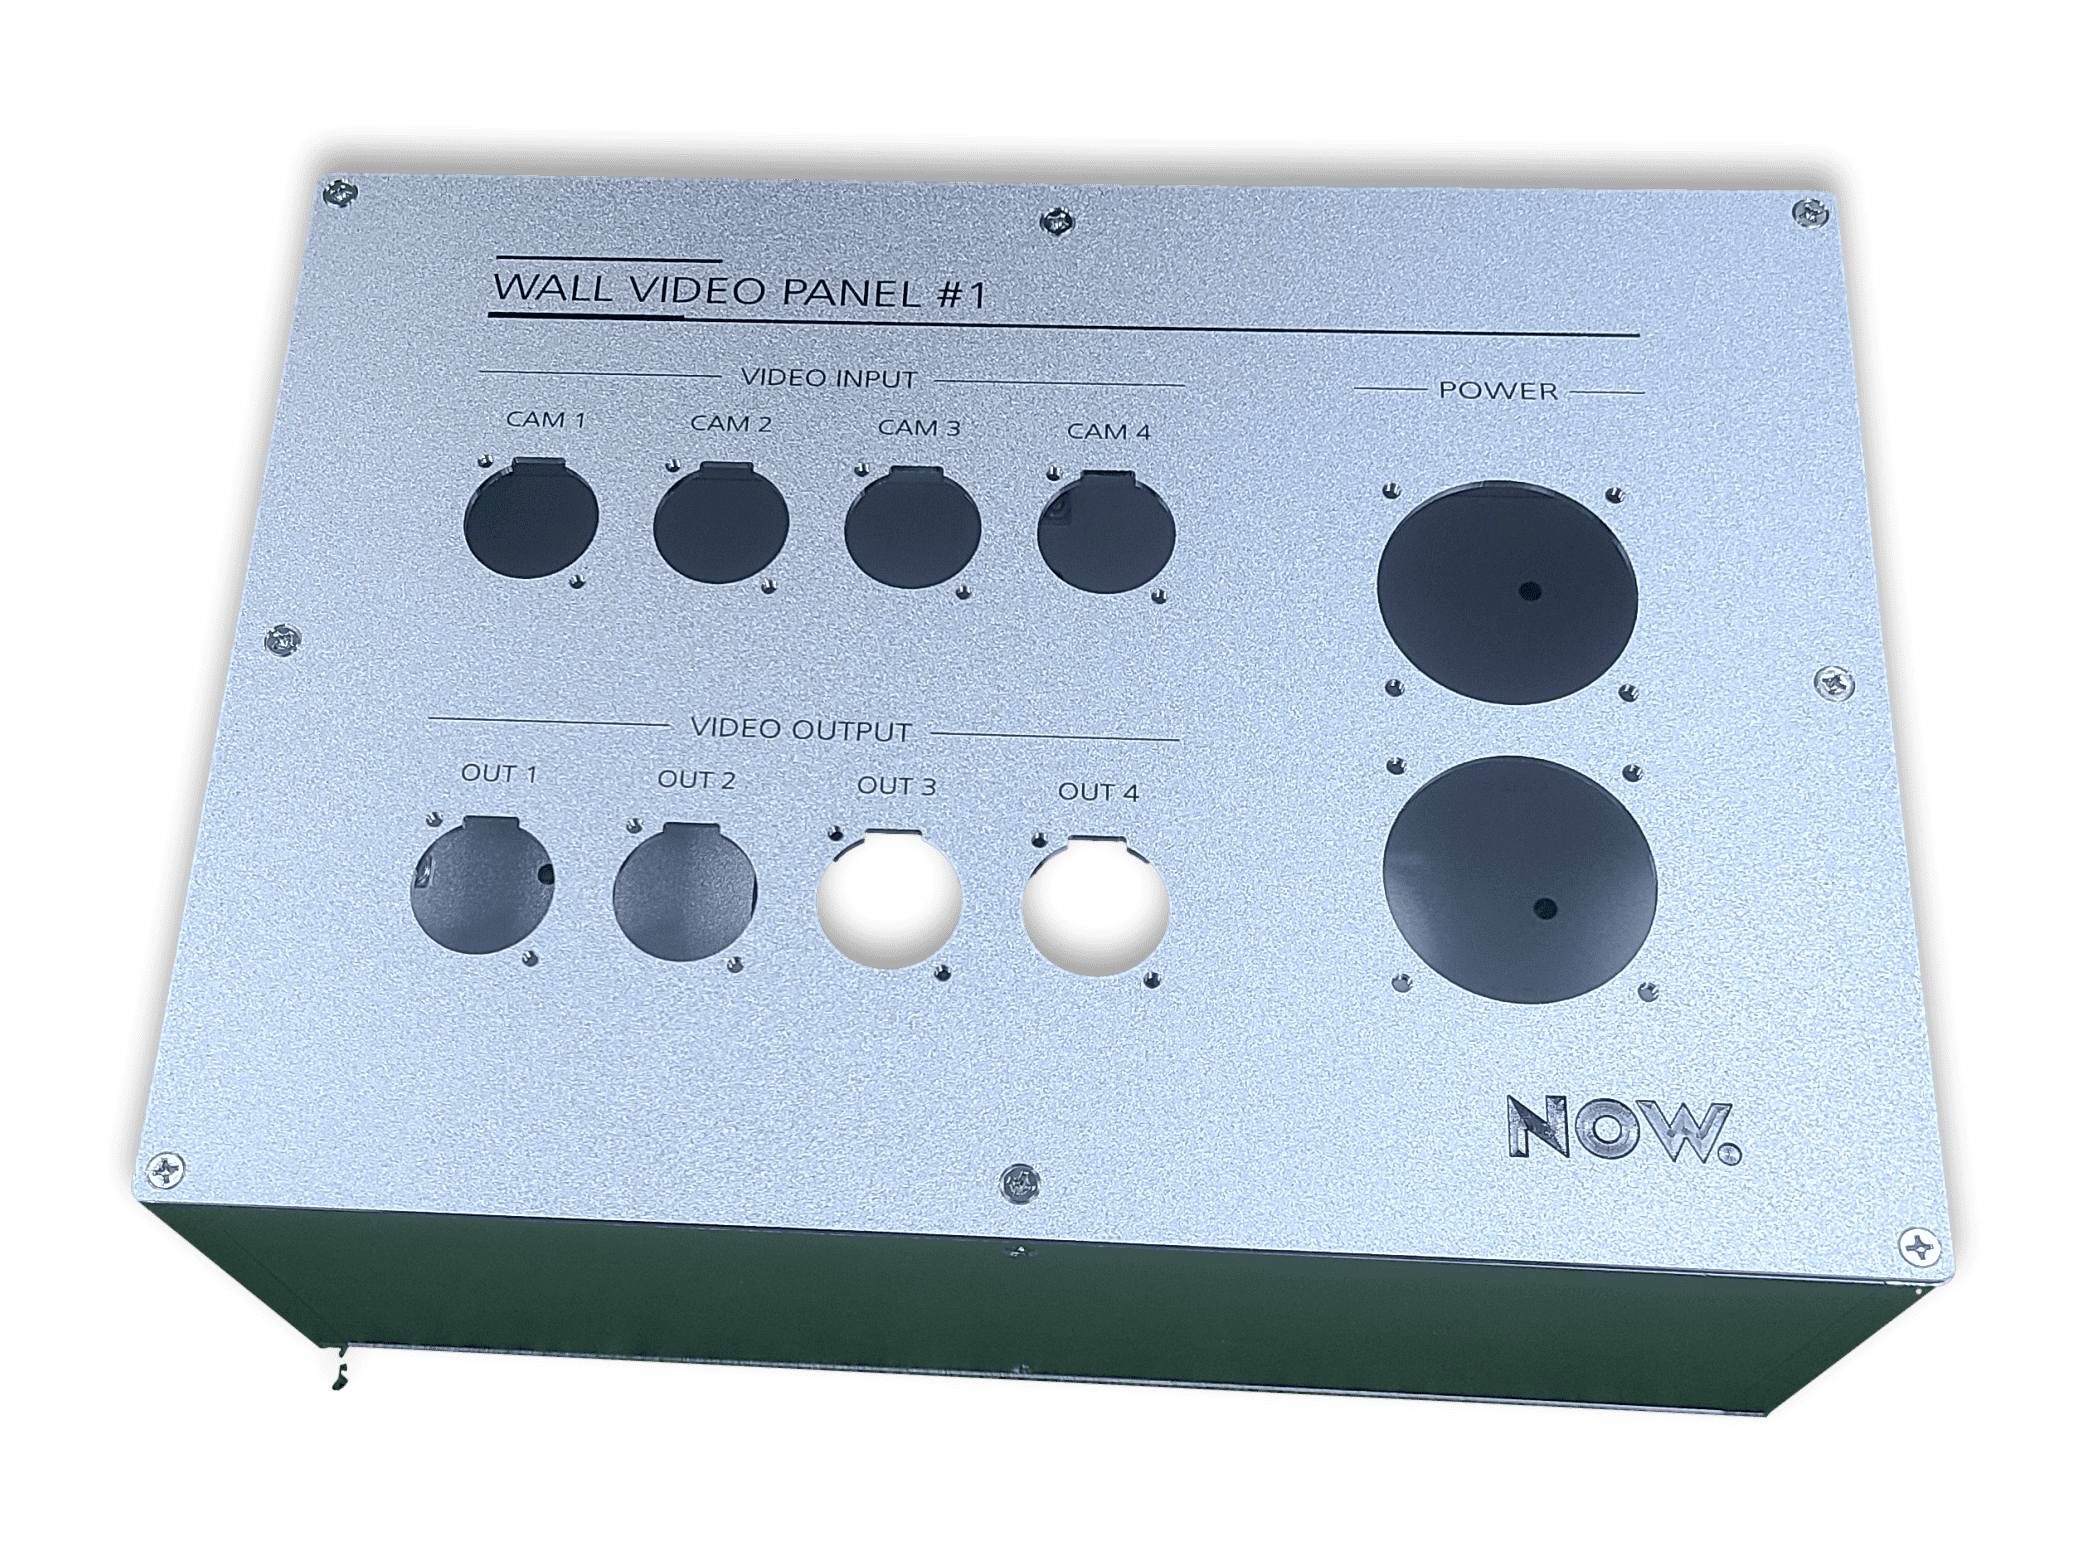 WALL VIDEO PANEL #1
VIDEO INPUT
POWER
CAM 1
CAM 2
CAM 3
CAM 4
VIDEO OUTPUT
OUT 1
OUT 2
OUT 3
OUT 4
NOW.